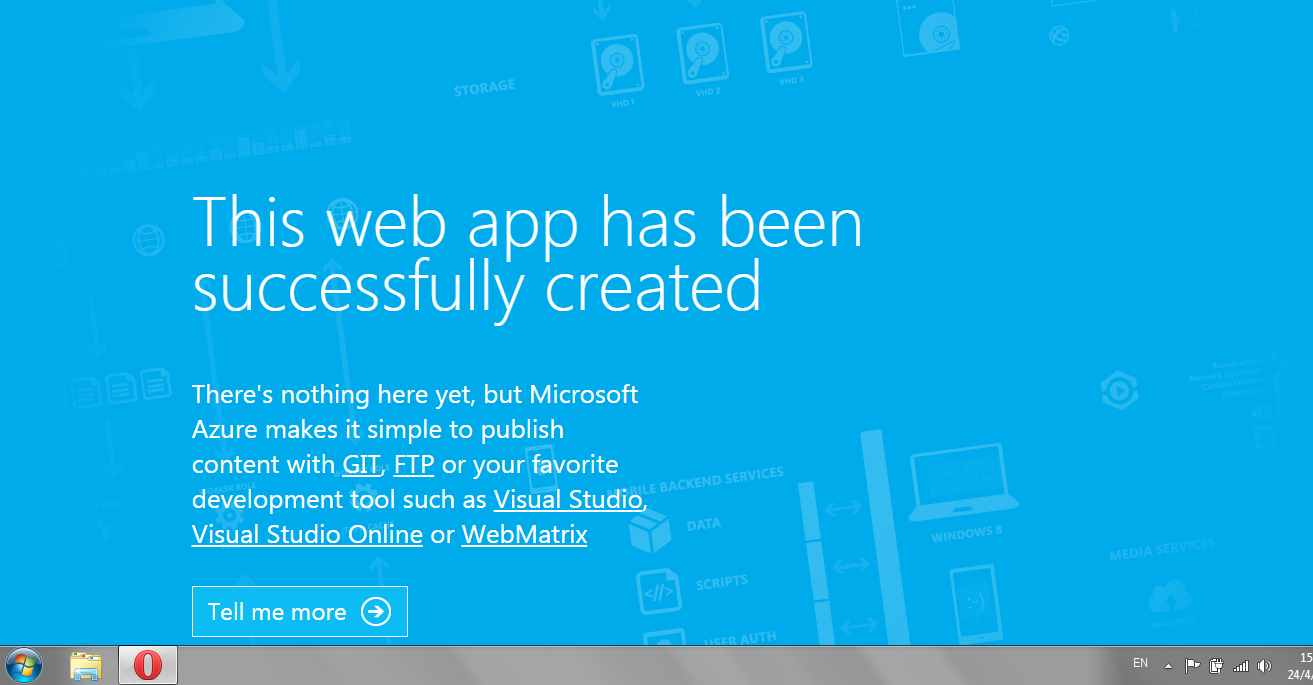 STORAGE
VHD 1
VHD 2
VHD 3
This web app has been
successfully created
There's nothing here yet, but Microsoft
Azure makes it simple to publish
content with GIT, FTP or your favorite
development tool such as Visual Studio,
Visual Studio Online or WebMatrix
MOBILE BACKEND SERVICES
DATA
SCRIPTS
USER AUTH
WINDOWS 8
:-)
MEDIA SERVICES
Tell me more
EN
15
24/4